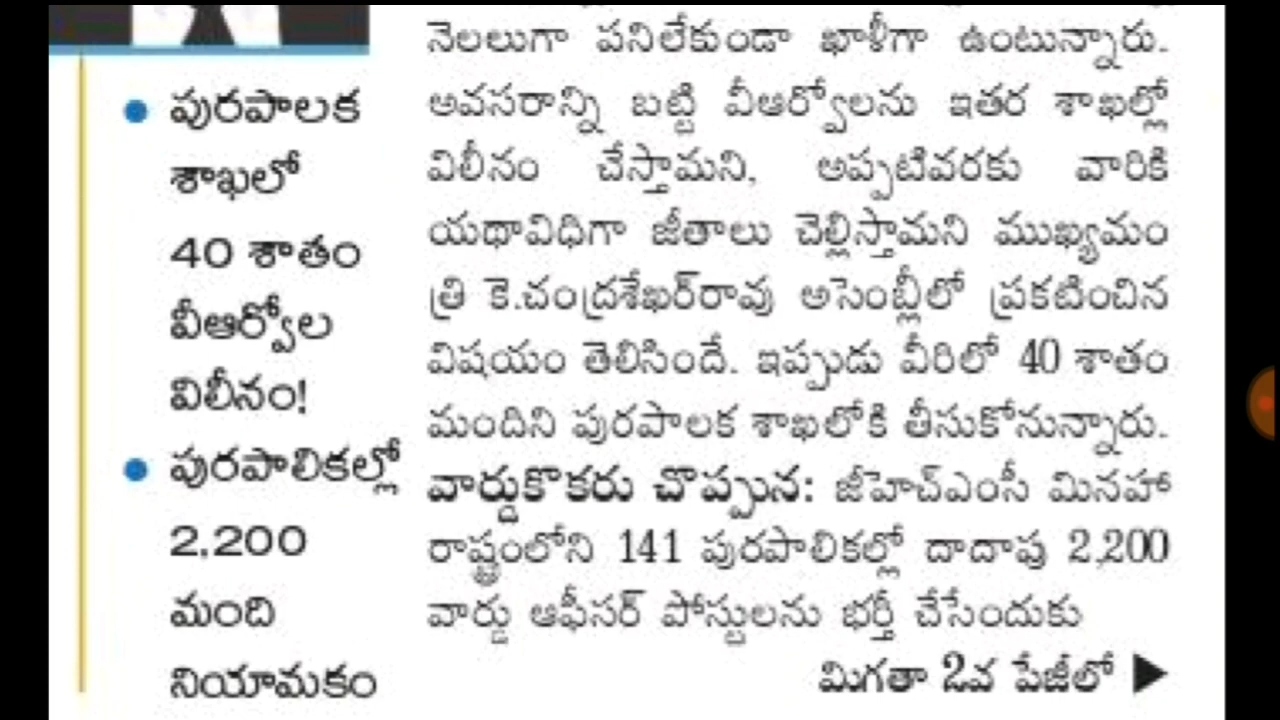 పురపాలక
శాఖలో
40 శాతం
వీఆర్వోల
విలీనం!
పురపాలికల్లో
2,200
మంది
నియామకం
నెలలుగా పనిలేకుండా ఖాళీగా ఉంటున్నారు.
అవసరాన్ని బట్టి వీఆర్వోలను ఇతర శాఖల్లో
విలీనం చేస్తామని, అప్పటివరకు వారికి
యథావిధిగా జీతాలు చెల్లిస్తామని ముఖ్యమం
త్రి కె.చంద్రశేఖర్‌రావు అసెంబ్లీలో ప్రకటించిన
విషయం తెలిసిందే. ఇప్పుడు వీరిలో 40 శాతం
మందిని పురపాలక శాఖలోకి తీసుకోనున్నారు.
వార్డుకొకరు చొప్పున: జీహెచ్ఎంసీ మినహా
రాష్ట్రంలోని 141 పురపాలికల్లో దాదాపు 2,200
వార్డు ఆఫీసర్ పోస్టులను భర్తీ చేసేందుకు
మిగతా 2వ పేజీలో ▶